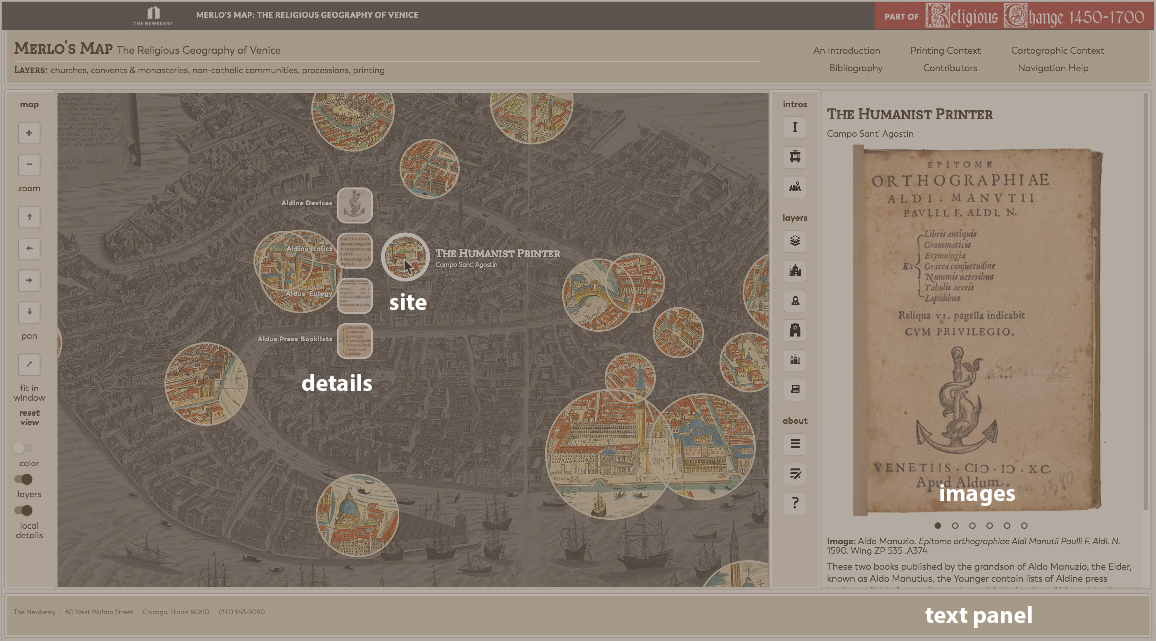 THE NEWBERRY
MERLO'S MAP: THE RELIGIOUS GEOGRAPHY OF VENICE
PART OF Religious Change 1450-1700
MERLO'S MAP The Religious Geography of Venice
LAYERS: churches, convents & monasteries, non-catholic communities, processions, printing
An Introduction
Printing Context
Cartographic Context
Bibliography
Contributors
Navigation Help
map
+
−
zoom
↑
←
→
↓
pan
fit in
window
reset
view
color
layers
local
details
Aldine Devices
Aldine Italics
Aldus' Eulogy
Aldus Press Booklists
THE HUMANIST PRINTER
Campo Sant' Agostin
site
details
intros
I
layers
about
?
THE HUMANIST PRINTER
Campo Sant' Agostin
EPITOME
ORTHOGRAPHIAE
ALDI · MANVTII
PAVLLI. F. ALDI. N.
Libris antiquis
Grammaticis
Etymologia
Ex Graeca consuetudine
Nummis veteribus
Tabulis aereis
Lapidibus
Reliqua VI. pagella indicabit
CVM PRIVILEGIO.
VENETIIS · CIƆ · IƆ · XC
Apud Aldum.
images
Image: Aldo Manuzio. Epitome orthographiae Aldi Manutii Paulli F. Aldi. N.
1590. Wing ZP 535 .A374
These two books published by the grandson of Aldo Manuzio, the Elder,
known as Aldo Manutius, the Younger contain lists of Aldine press
The Newberry
60 West Walton Street
Chicago, Illinois 60610
(312) 943-9090
text panel